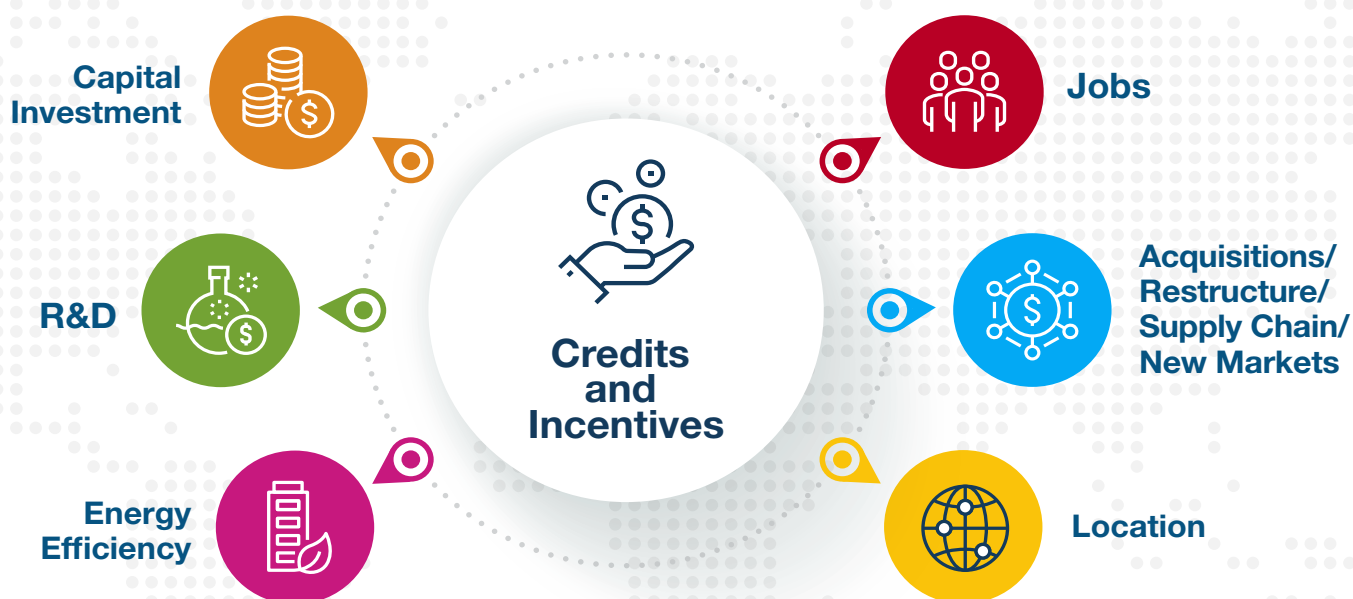 Capital
Investment
R&D
Energy
Efficiency
Credits
and
Incentives
Jobs
Acquisitions/
Restructure/
Supply Chain/
New Markets
Location